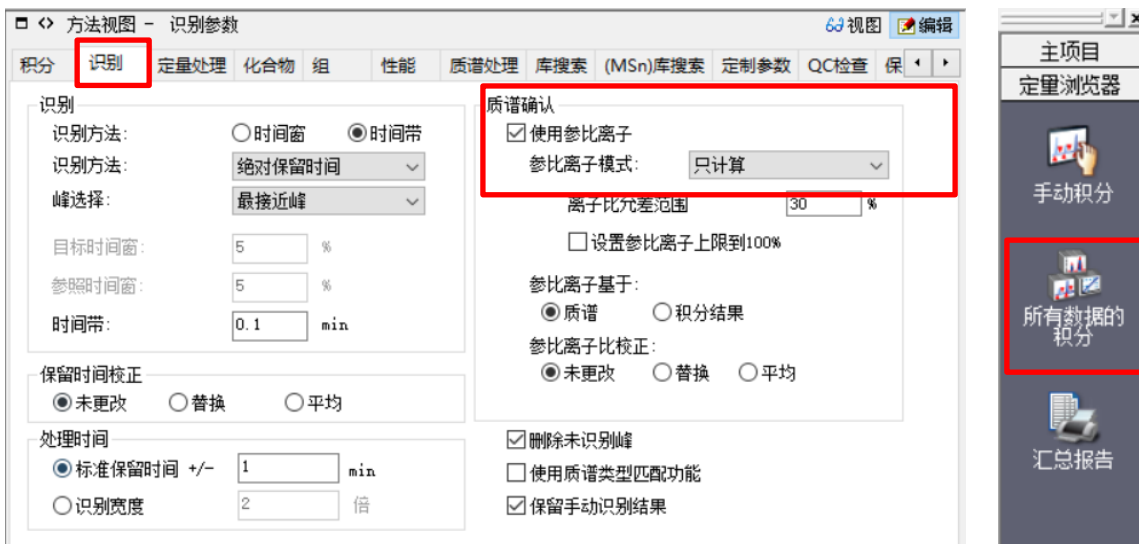 方法视图 - 识别参数
视图 编辑
积分 识别 定量处理 化合物 组 性能 质谱处理 库搜索 (MSn)库搜索 定制参数 QC检查 保
识别
识别方法: 时间窗 时间带
识别方法: 绝对保留时间
峰选择: 最接近峰
目标时间窗: 5 %
参照时间窗: 5 %
时间带: 0.1 min
保留时间校正
未更改 替换 平均
处理时间
标准保留时间 +/- 1 min
识别宽度 2 倍
质谱确认
使用参比离子
参比离子模式: 只计算
离子比允差范围 30 %
设置参比离子上限到100%
参比离子基于:
质谱 积分结果
参比离子比校正:
未更改 替换 平均
删除未识别峰
使用质谱类型匹配功能
保留手动识别结果
主项目
定量浏览器
手动积分
所有数据的
积分
汇总报告